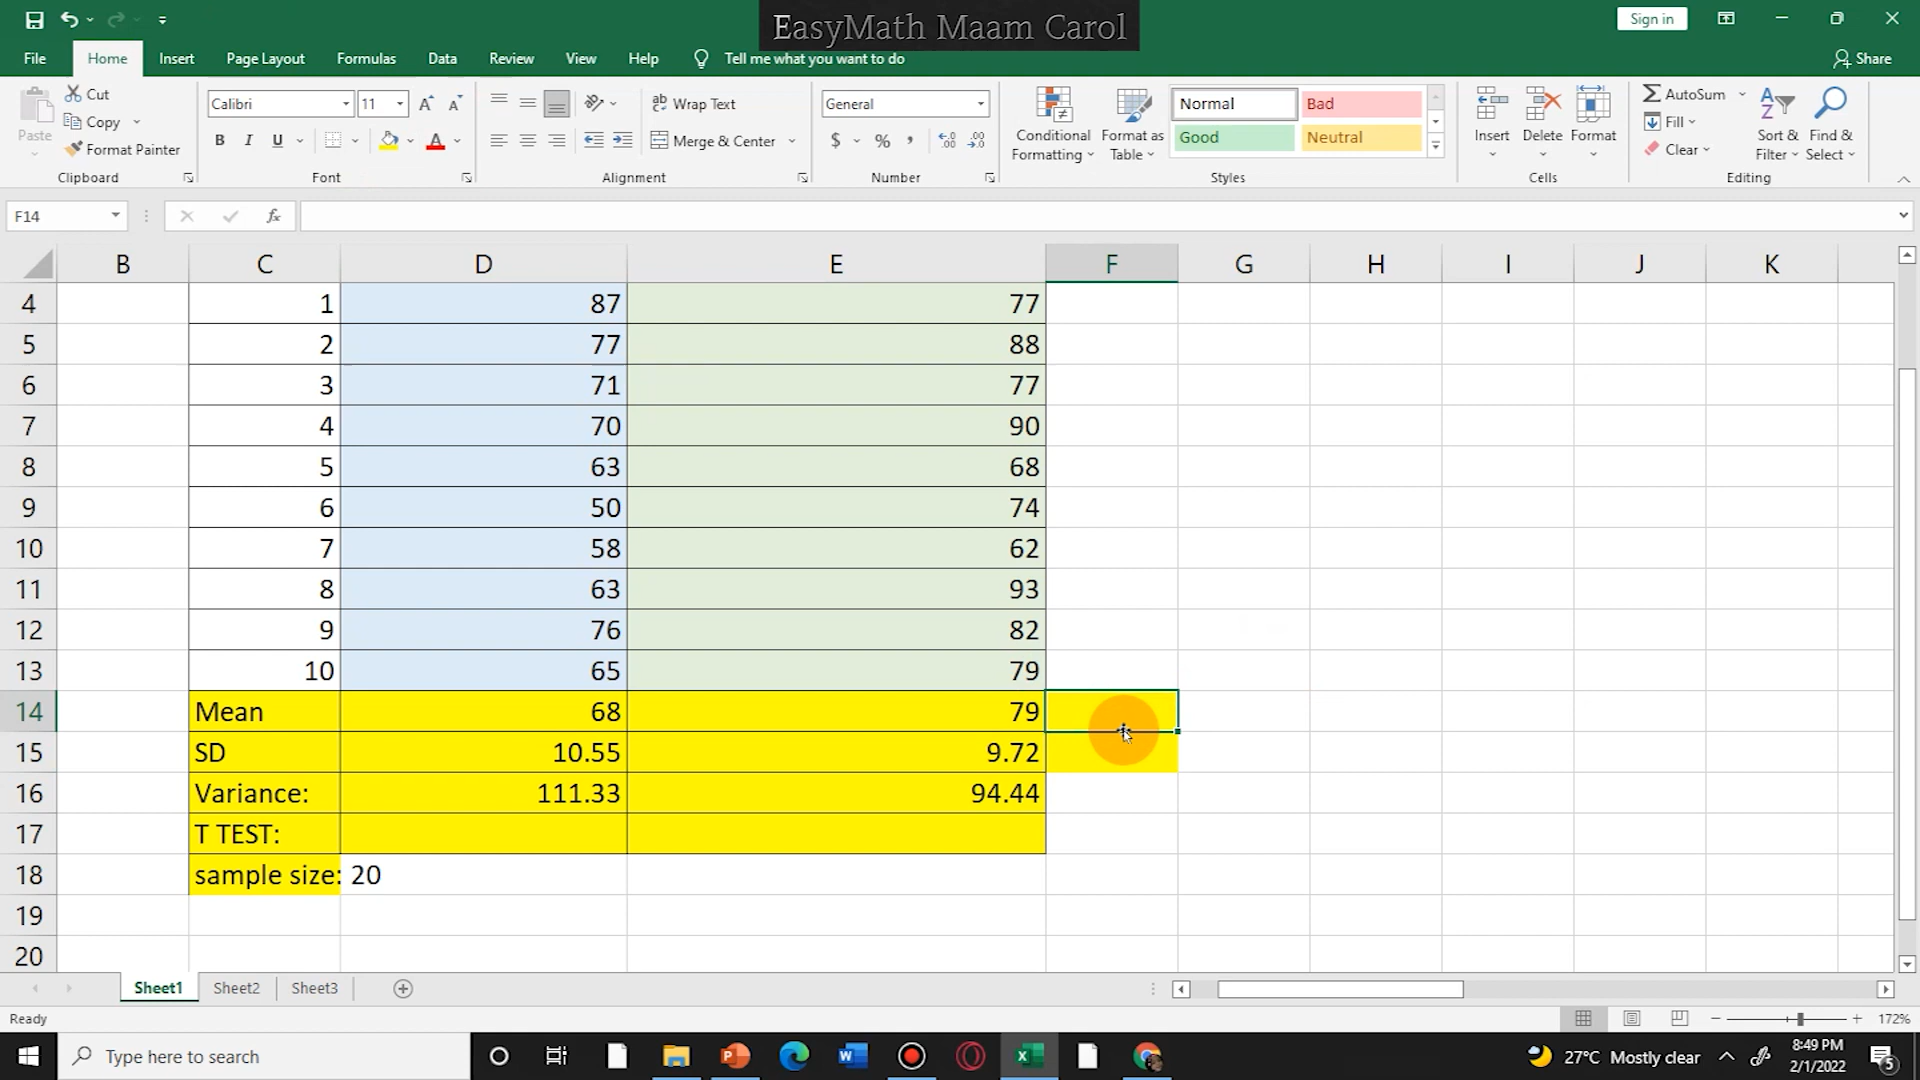 EasyMath Maam Carol
Sign in
File Home Insert Page Layout Formulas Data Review View Help Tell me what you want to do Share
Paste Cut Copy Format Painter Clipboard
Calibri 11 B I U Font
Wrap Text Merge & Center Alignment
General $ % , Number
Conditional Formatting Format as Table
Normal Bad
Good Neutral
Styles
Insert Delete Format Cells
AutoSum Fill Clear Sort & Filter Find & Select Editing
F14 fx
B C D E F G H I J K
4 1 87 77
5 2 77 88
6 3 71 77
7 4 70 90
8 5 63 68
9 6 50 74
10 7 58 62
11 8 63 93
12 9 76 82
13 10 65 79
14 Mean 68 79
15 SD 10.55 9.72
16 Variance: 111.33 94.44
17 T TEST:
18 sample size: 20
19
20
Sheet1 Sheet2 Sheet3
Ready 172%
Type here to search 27°C Mostly clear 8:49 PM
2/1/2022 5